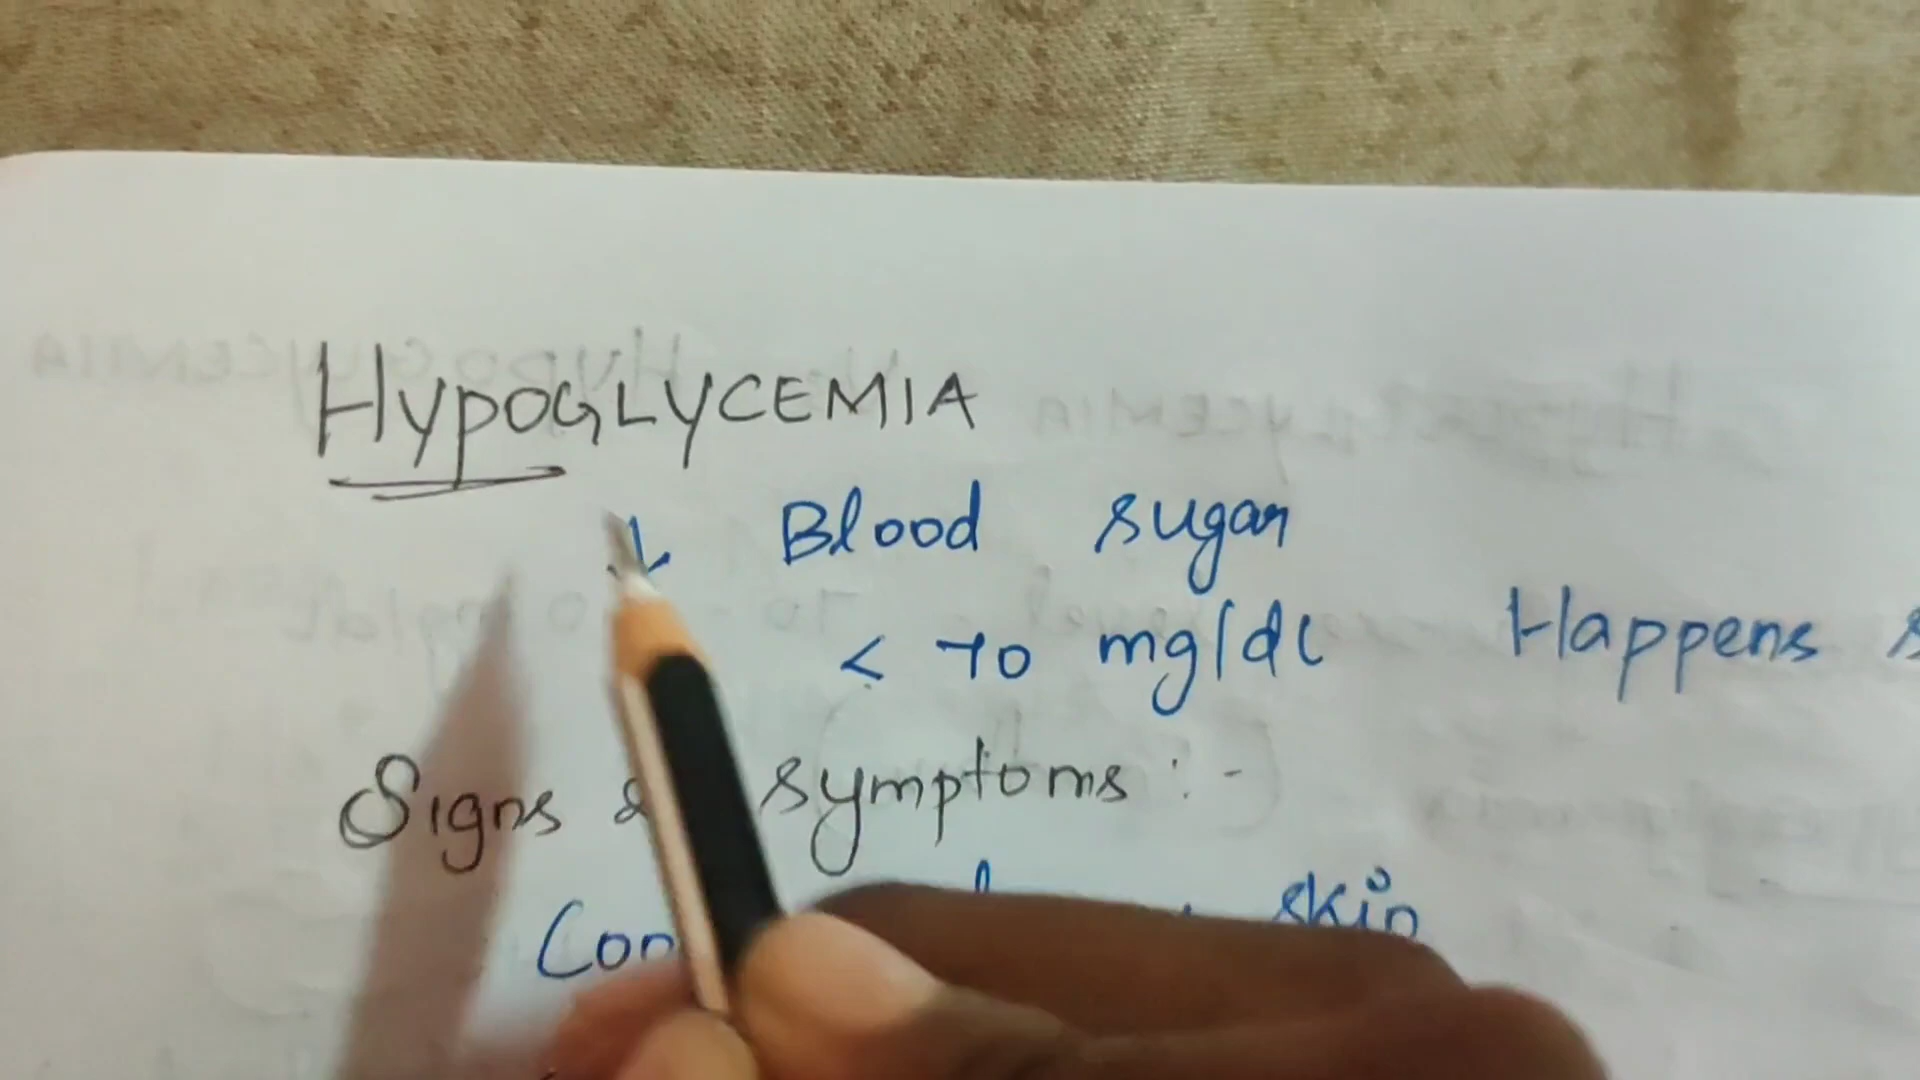 HypoGLYCEMIA
↓ Blood sugar
< 70 mg/dl Happens
Signs & symptoms :-
skin